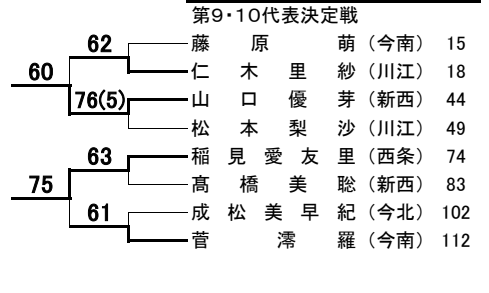 第9・10代表決定戦
62 藤原萌（今南） 15
60 仁木里紗（川江） 18
76(5) 山口優芽（新西） 44
松本梨沙（川江） 49
63 稲見愛友里（西条） 74
75 髙橋美聡（新西） 83
61 成松美早紀（今北） 102
菅澪羅（今南） 112